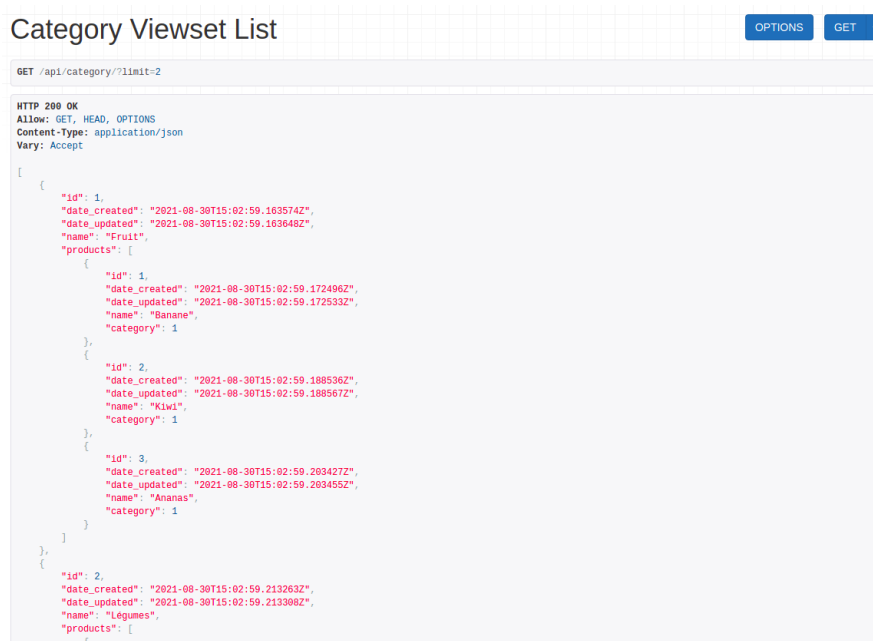 Category Viewset List
OPTIONS
GET
GET /api/category/?limit=2
HTTP 200 OK
Allow: GET, HEAD, OPTIONS
Content-Type: application/json
Vary: Accept
[
{
"id": 1,
"date_created": "2021-08-30T15:02:59.163574Z",
"date_updated": "2021-08-30T15:02:59.163648Z",
"name": "Fruit",
"products": [
{
"id": 1,
"date_created": "2021-08-30T15:02:59.172496Z",
"date_updated": "2021-08-30T15:02:59.172533Z",
"name": "Banane",
"category": 1
},
{
"id": 2,
"date_created": "2021-08-30T15:02:59.188536Z",
"date_updated": "2021-08-30T15:02:59.188567Z",
"name": "Kiwi",
"category": 1
},
{
"id": 3,
"date_created": "2021-08-30T15:02:59.203427Z",
"date_updated": "2021-08-30T15:02:59.203455Z",
"name": "Ananas",
"category": 1
}
]
},
{
"id": 2,
"date_created": "2021-08-30T15:02:59.213263Z",
"date_updated": "2021-08-30T15:02:59.213308Z",
"name": "Légumes",
"products": [
{